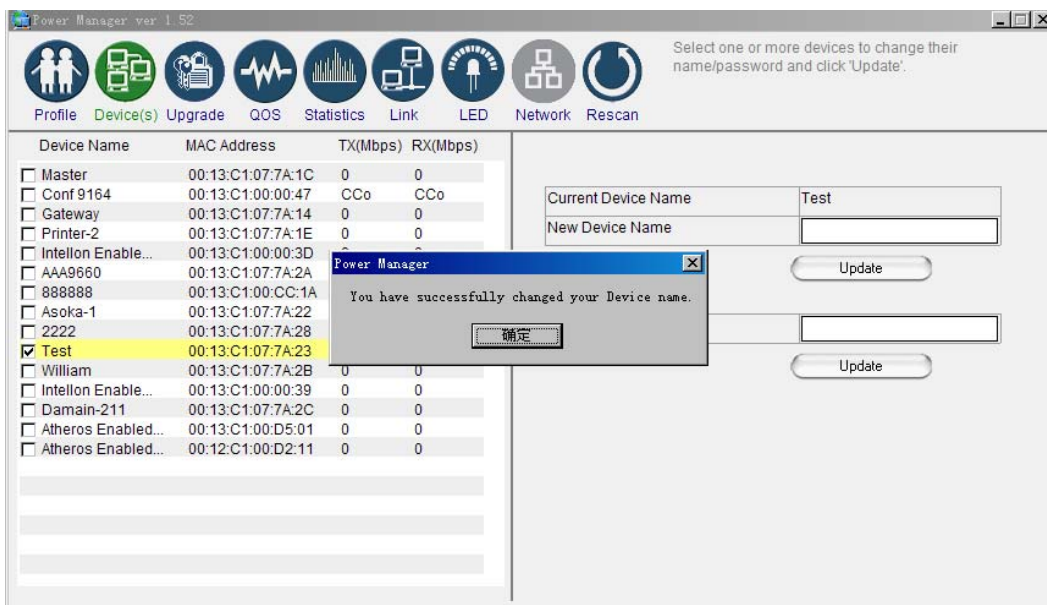 Power Manager ver 1.52
Select one or more devices to change their
name/password and click 'Update'.
Profile Device(s) Upgrade QOS Statistics Link LED Network Rescan
Device Name MAC Address TX(Mbps) RX(Mbps)
Master 00:13:C1:07:7A:1C 0 0
Conf 9164 00:13:C1:00:00:47 CCo CCo
Gateway 00:13:C1:07:7A:14 0 0
Printer-2 00:13:C1:07:7A:1E 0 0
Intellon Enable... 00:13:C1:00:00:3D
AAA9660 00:13:C1:07:7A:2A
888888 00:13:C1:00:CC:1A
Asoka-1 00:13:C1:07:7A:22
2222 00:13:C1:07:7A:28
Test 00:13:C1:07:7A:23
William 00:13:C1:07:7A:2B 0 0
Intellon Enable... 00:13:C1:00:00:39 0 0
Damain-211 00:13:C1:07:7A:2C 0 0
Atheros Enabled... 00:13:C1:00:D5:01 0 0
Atheros Enabled... 00:12:C1:00:D2:11 0 0
Current Device Name Test
New Device Name
Update
Power Manager
You have successfully changed your Device name.
确定
Update